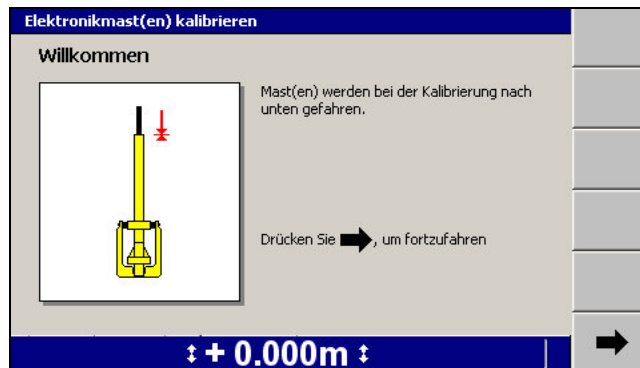 Elektronikmast(en) kalibrieren
Willkommen
Mast(en) werden bei der Kalibrierung nach
unten gefahren.
Drücken Sie ➡, um fortzufahren
↕ + 0.000m ↕